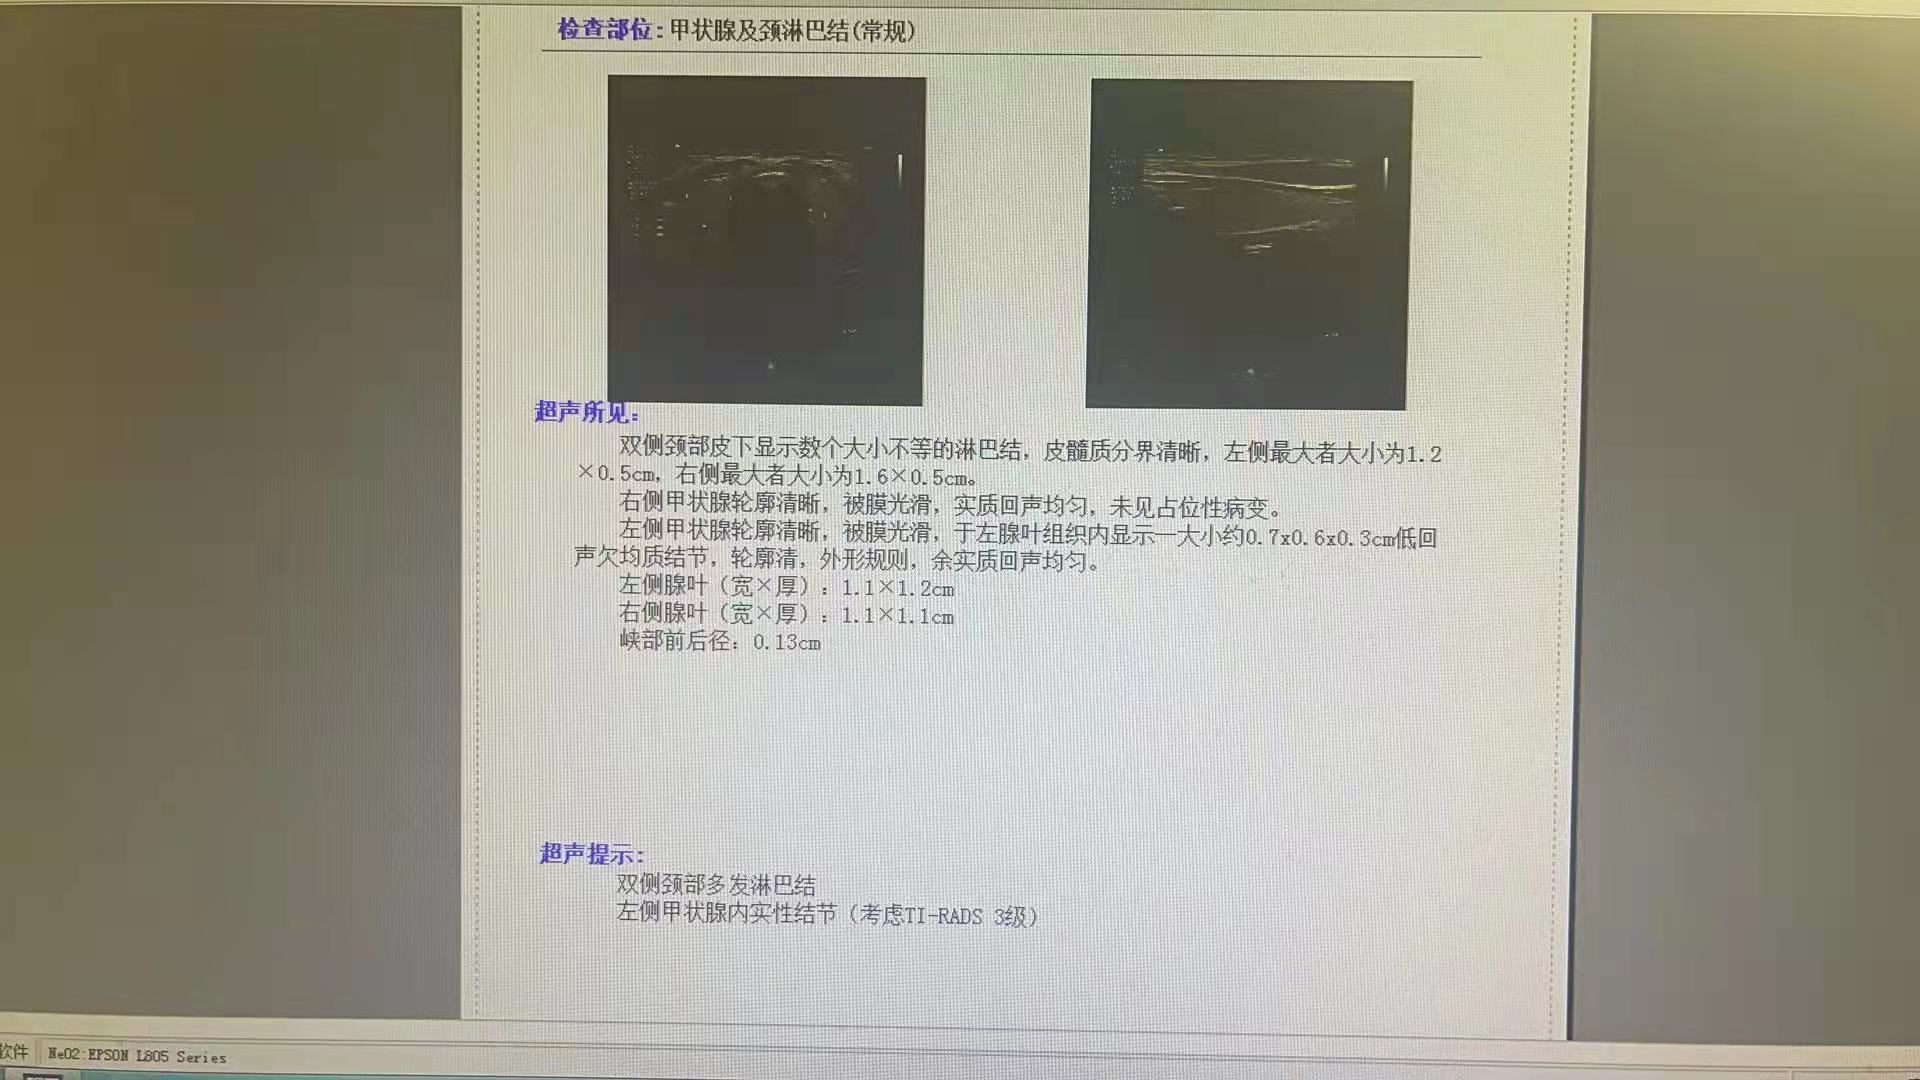 检查部位:甲状腺及颈淋巴结(常规)
超声所见:
双侧颈部皮下显示数个大小不等的淋巴结，皮髓质分界清晰，左侧最大者大小为1.2
×0.5cm，右侧最大者大小为1.6×0.5cm。
右侧甲状腺轮廓清晰，被膜光滑，实质回声均匀，未见占位性病变。
左侧甲状腺轮廓清晰，被膜光滑，于左腺叶组织内显示一大小约0.7x0.6x0.3cm低回
声欠均质结节，轮廓清，外形规则，余实质回声均匀。
左侧腺叶（宽×厚）：1.1×1.2cm
右侧腺叶（宽×厚）：1.1×1.1cm
峡部前后径：0.13cm
超声提示:
双侧颈部多发淋巴结
左侧甲状腺内实性结节（考虑TI-RADS 3级）
软件 Ne02:EPSON L805 Series